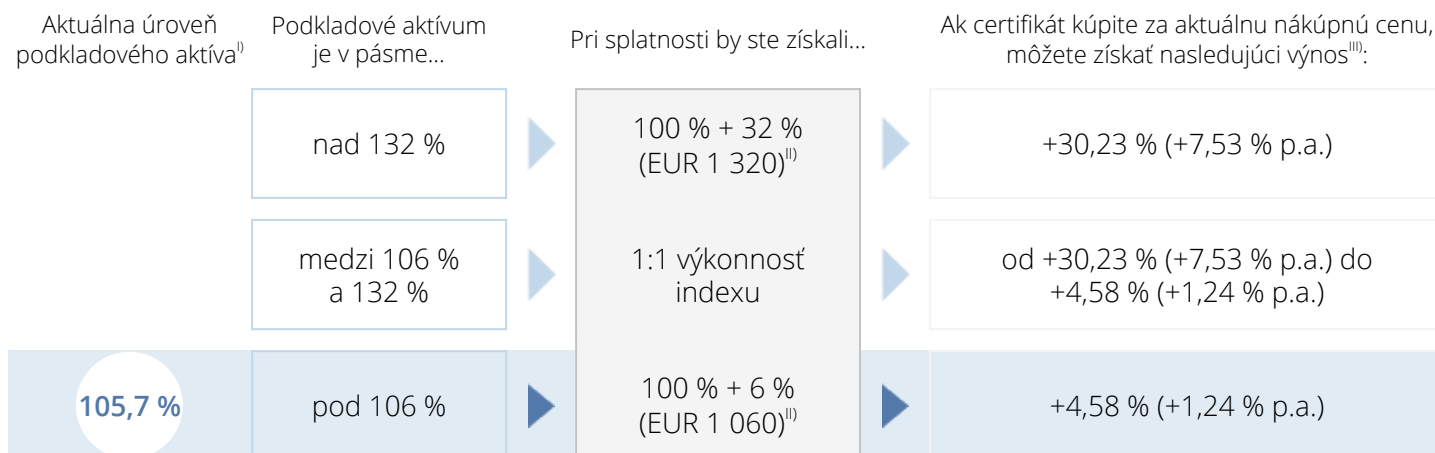 Aktuálna úroveň
podkladového aktíva I)
Podkladové aktívum
je v pásme...
Pri splatnosti by ste získali...
Ak certifikát kúpite za aktuálnu nákúpnú cenu,
môžete získať nasledujúci výnos III):
nad 132 %
100 % + 32 %
(EUR 1 320) II)
+30,23 % (+7,53 % p.a.)
medzi 106 %
a 132 %
1:1 výkonnosť
indexu
od +30,23 % (+7,53 % p.a.) do
+4,58 % (+1,24 % p.a.)
105,7 %
pod 106 %
100 % + 6 %
(EUR 1 060) II)
+4,58 % (+1,24 % p.a.)